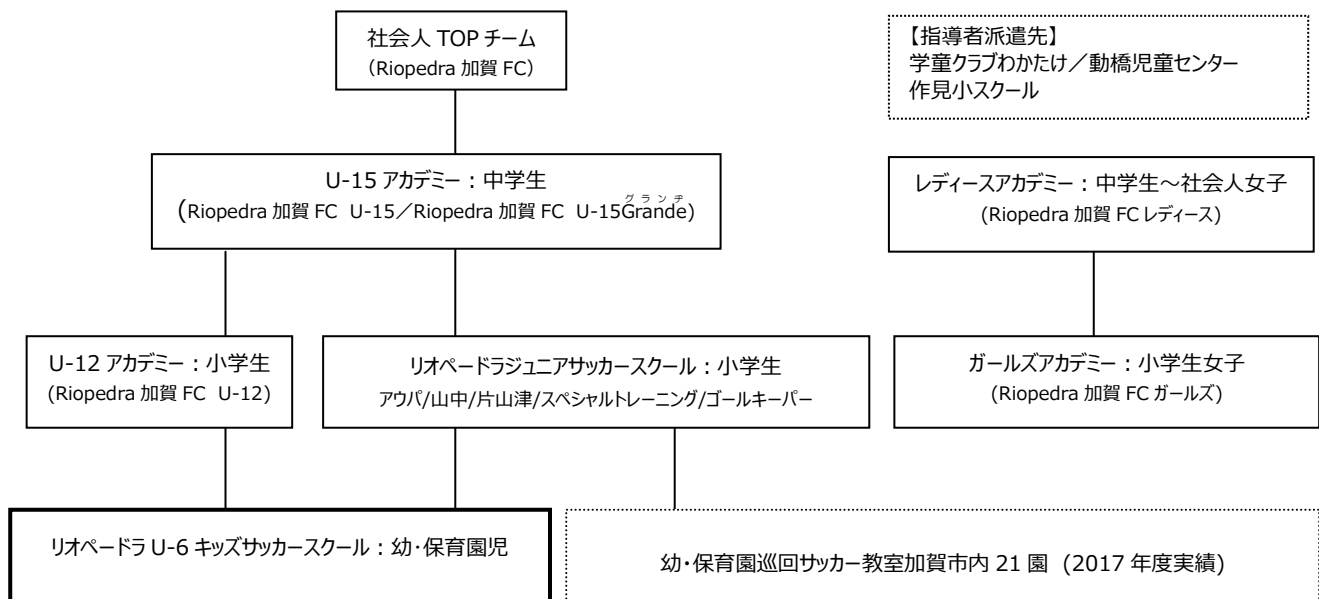 社会人 TOP チーム
(Riopedra 加賀 FC)
【指導者派遣先】
学童クラブわかたけ／動橋児童センター
作見小スクール
U-15 アカデミー：中学生
グランヂ
(Riopedra 加賀 FC U-15／Riopedra 加賀 FC U-15Grande)
レディースアカデミー：中学生～社会人女子
(Riopedra 加賀 FC レディース)
U-12 アカデミー：小学生
(Riopedra 加賀 FC U-12)
リオペードラジュニアサッカースクール：小学生
アウパ/山中/片山津/スペシャルトレーニング/ゴールキーパー
ガールズアカデミー：小学生女子
(Riopedra 加賀 FC ガールズ)
リオペードラ U-6 キッズサッカースクール：幼・保育園児
幼・保育園巡回サッカー教室加賀市内 21 園 (2017 年度実績)